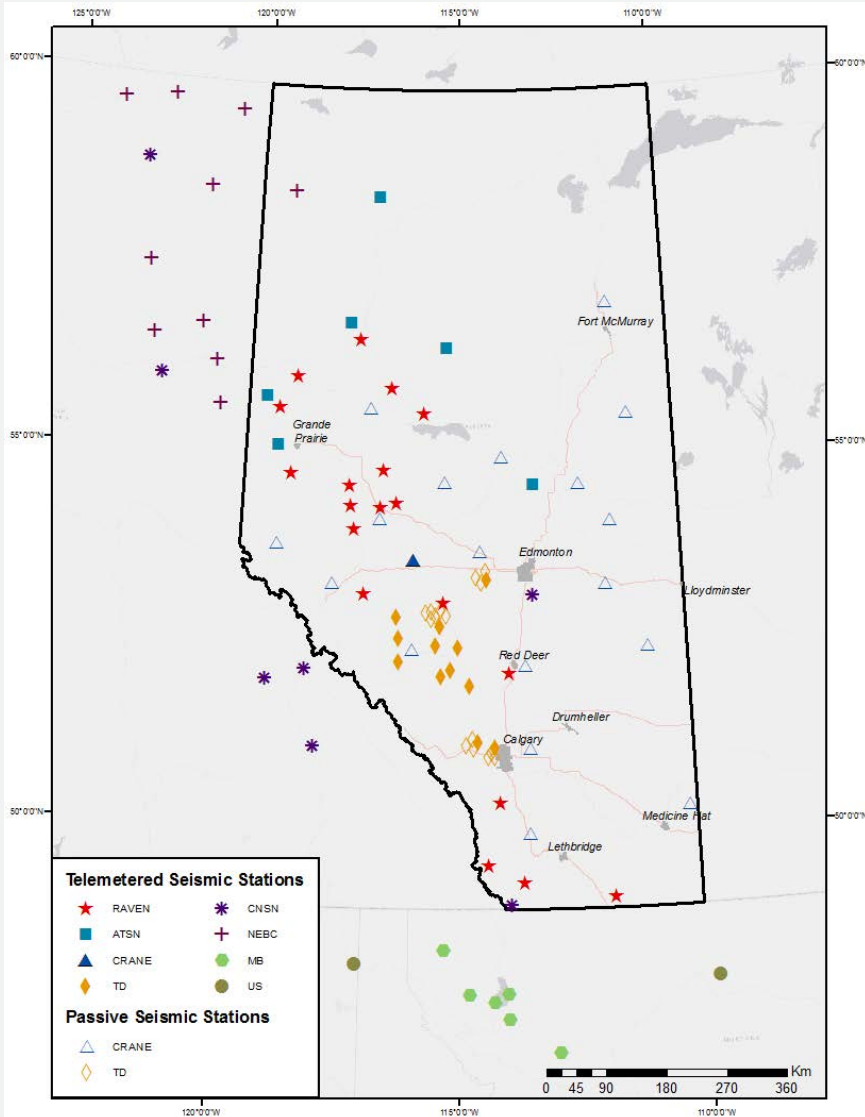 125°0'0"W 120°0'0"W 115°0'0"W 110°0'0"W
60°0'0"N 60°0'0"N
Fort McMurray
55°0'0"N 55°0'0"N
Grande
Prairie
Edmonton
Lloydminster
Red Deer
Drumheller
Calgary
50°0'0"N 50°0'0"N
Medicine Hat
Lethbridge
Telemetered Seismic Stations
RAVEN CNSN
ATSN NEBC
CRANE MB
TD US
Passive Seismic Stations
CRANE
TD
Km
0 45 90 180 270 360
120°0'0"W 115°0'0"W 110°0'0"W